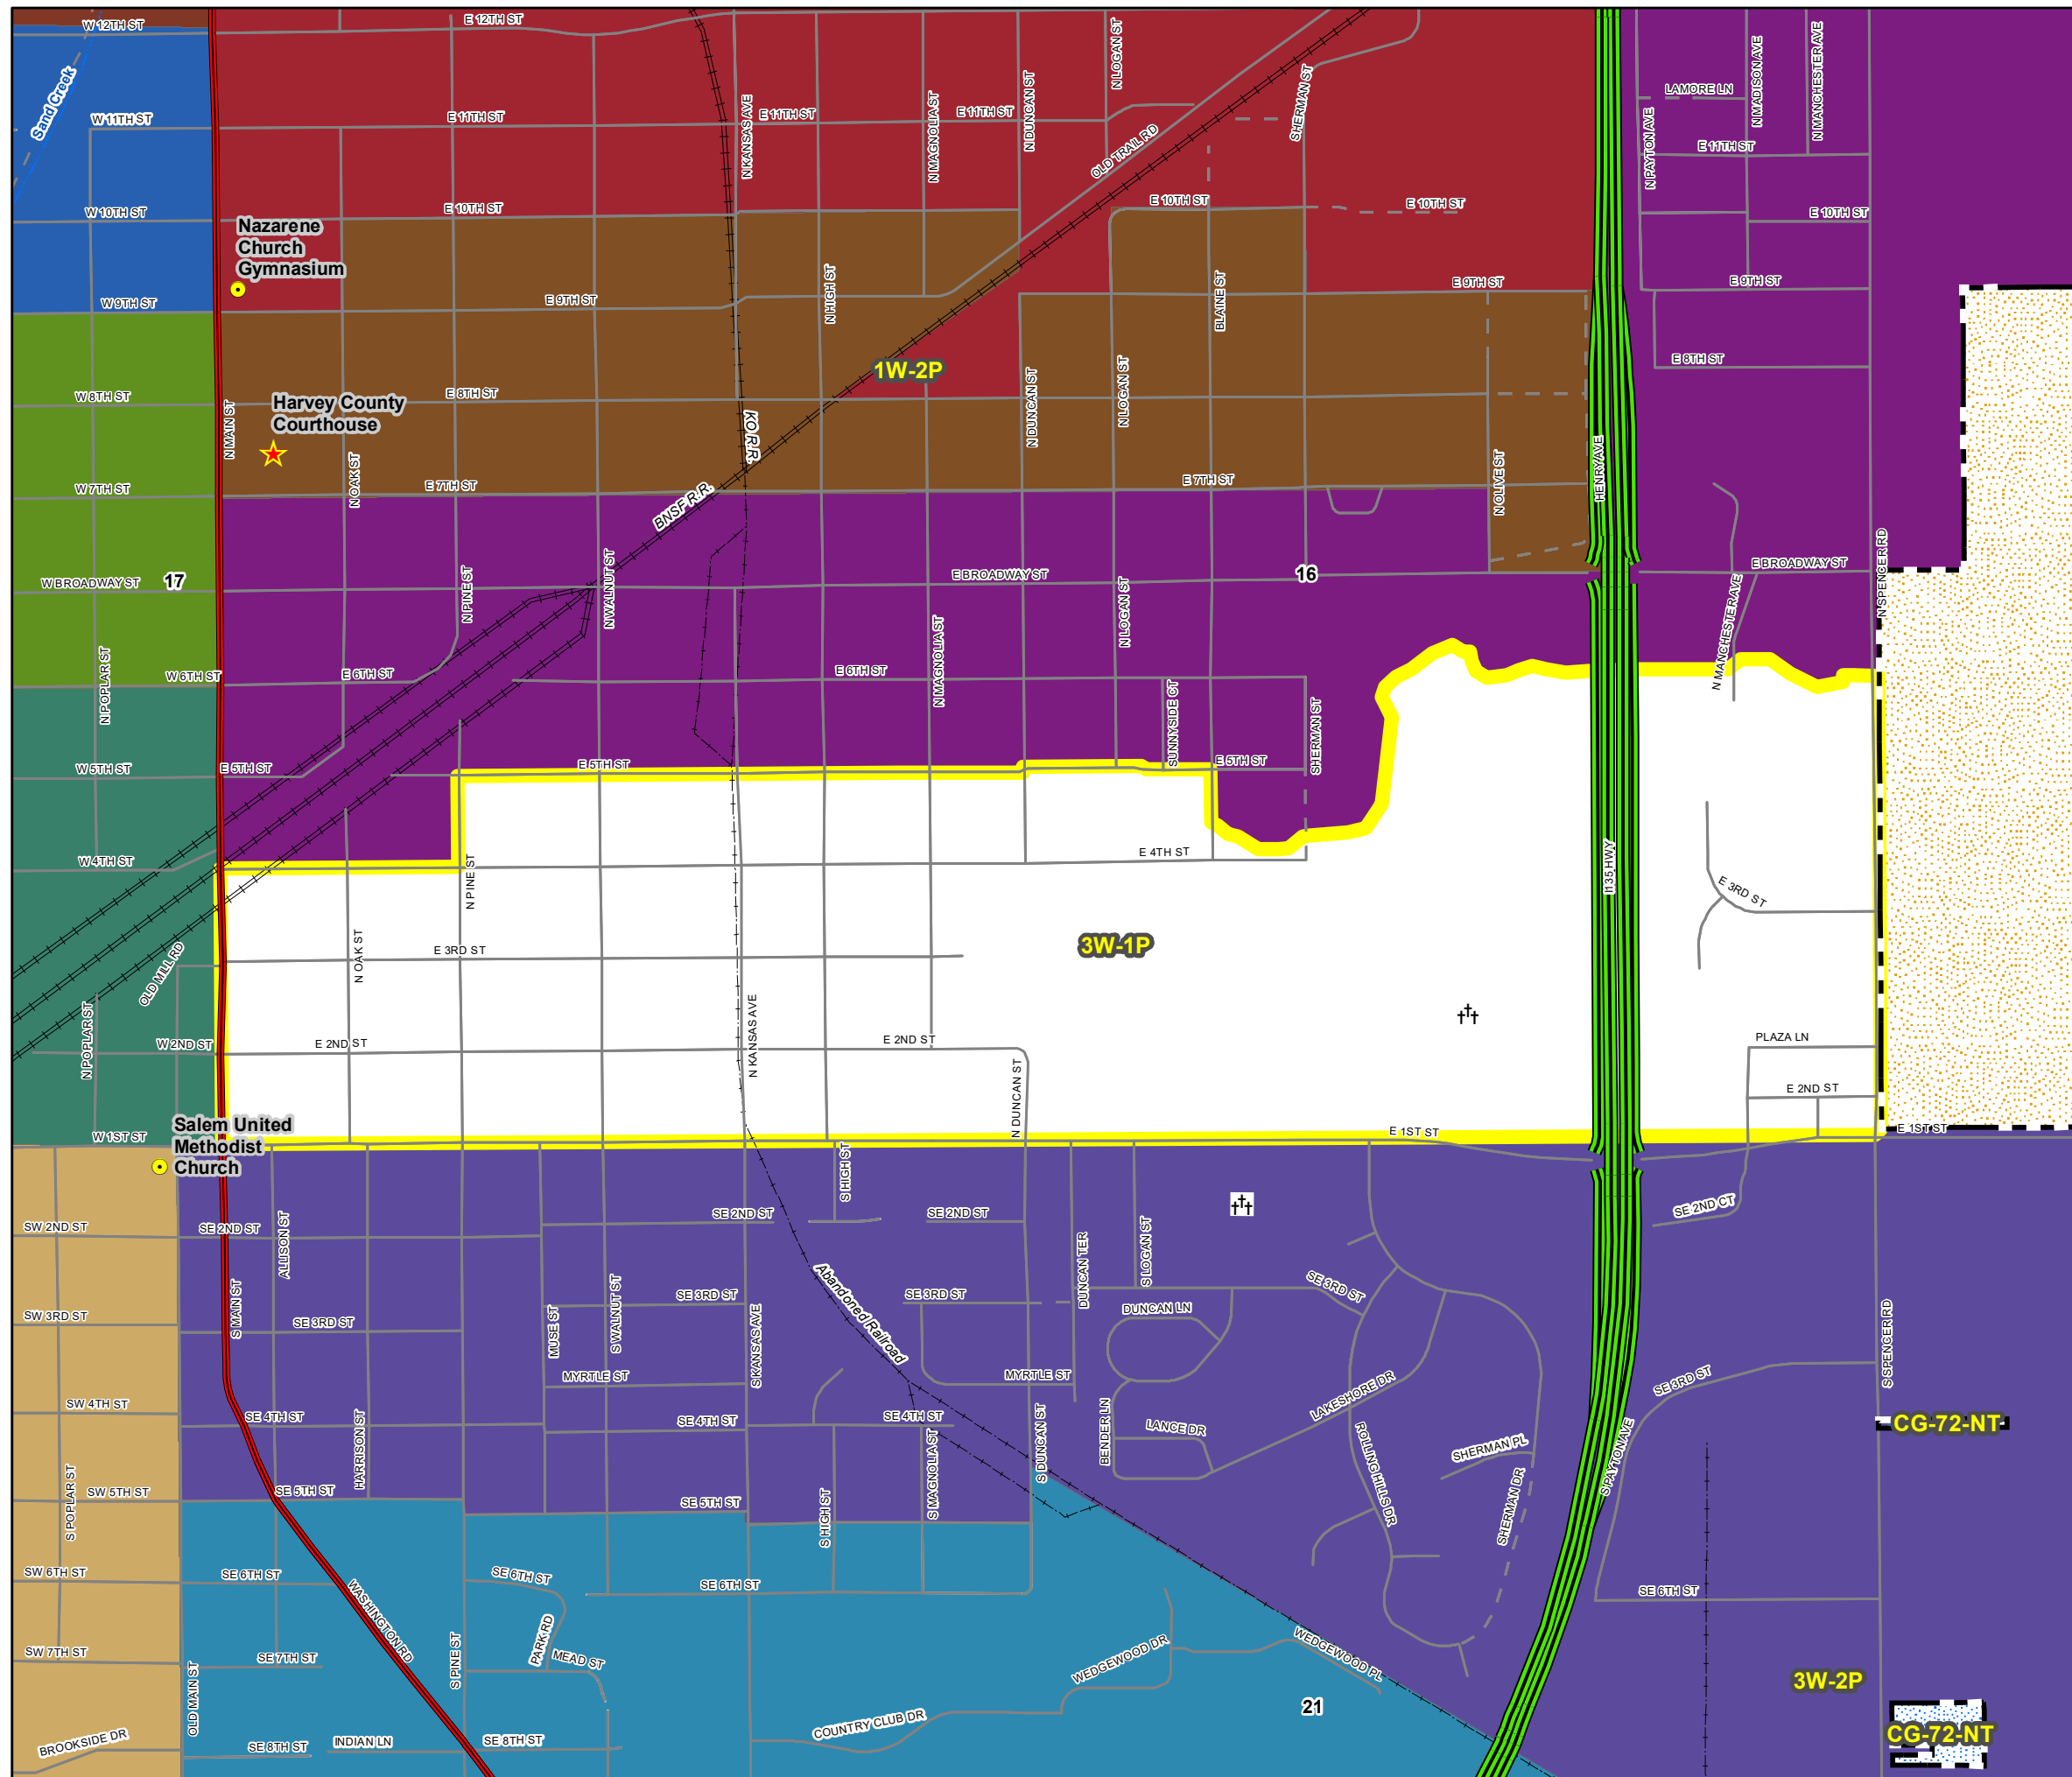 W 12TH ST
E 12TH ST
N LOGAN ST
SHERMAN ST
LAMORE LN
N MADISON AVE
N MANCHESTER AVE
Sand Creek
W 11TH ST
E 11TH ST
N KANSAS AVE
E 11TH ST
N MAGNOLIA ST
E 11TH ST
N DUNCAN ST
OLD TRAIL RD
N PAYTON AVE
E 11TH ST
W 10TH ST
E 10TH ST
E 10TH ST
E 10TH ST
E 10TH ST
Nazarene
Church
Gymnasium
W 9TH ST
E 9TH ST
N HIGH ST
BLAINE ST
E 9TH ST
E 9TH ST
1W-2P
E 8TH ST
W 8TH ST
Harvey County
Courthouse
E 8TH ST
N MAIN ST
N DUNCAN ST
N LOGAN ST
KO R.R.
HENRY AVE
W 7TH ST
N OAK ST
E 7TH ST
BNSF R.R.
E 7TH ST
N OLIVE ST
N SPENCER RD
W BROADWAY ST
17
N PINE ST
N WALNUT ST
E BROADWAY ST
N LOGAN ST
16
E BROADWAY ST
N MANCHESTER AVE
N POPLAR ST
W 6TH ST
E 6TH ST
E 6TH ST
N MAGNOLIA ST
SUNNYSIDE CT
SHERMAN ST
W 5TH ST
E 5TH ST
E 5TH ST
E 5TH ST
W 4TH ST
N PINE ST
E 4TH ST
I135 HWY
E 3RD ST
OLD MILL RD
N OAK ST
E 3RD ST
3W-1P
N POPLAR ST
W 2ND ST
E 2ND ST
N KANSAS AVE
E 2ND ST
N DUNCAN ST
PLAZA LN
E 2ND ST
Salem United
Methodist
Church
W 1ST ST
E 1ST ST
E 1ST ST
S HIGH ST
SW 2ND ST
SE 2ND ST
ALLISON ST
SE 2ND ST
SE 2ND ST
DUNCAN TER
S LOGAN ST
SE 2ND CT
Abandoned Railroad
SW 3RD ST
S MAIN ST
SE 3RD ST
MUSE ST
S WALNUT ST
SE 3RD ST
S KANSAS AVE
SE 3RD ST
DUNCAN LN
SE 3RD ST
S SPENCER RD
MYRTLE ST
MYRTLE ST
LAKESHORE DR
SE 3RD ST
SW 4TH ST
SE 4TH ST
HARRISON ST
SE 4TH ST
SE 4TH ST
S MAGNOLIA ST
S DUNCAN ST
BENDER LN
LANCE DR
ROLLING HILLS DR
SHERMAN PL
SHERMAN DR
S PAYTON AVE
CG-72-NT
S POPLAR ST
SW 5TH ST
SE 5TH ST
SE 5TH ST
S HIGH ST
SW 6TH ST
SE 6TH ST
WASHINGTON RD
SE 6TH ST
SE 6TH ST
SE 6TH ST
SW 7TH ST
OLD MAIN ST
SE 7TH ST
S PINE ST
PARK RD
MEAD ST
WEDGEWOOD DR
WEDGEWOOD PL
3W-2P
21
BROOKSIDE DR
SE 8TH ST
INDIAN LN
SE 8TH ST
COUNTRY CLUB DR
CG-72-NT